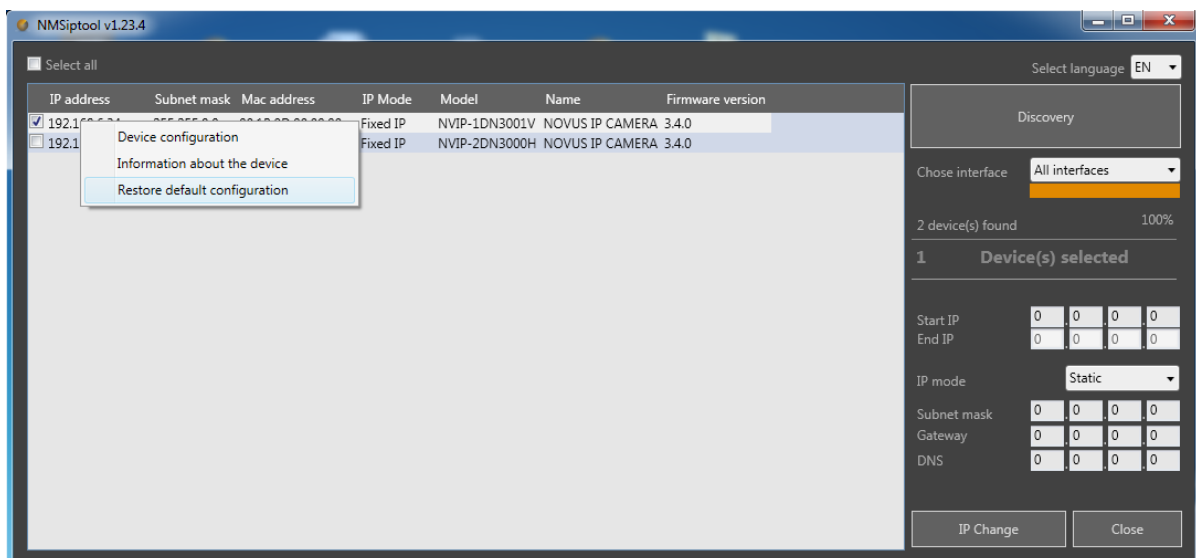 NMSiptool v1.23.4
Select all
Select language EN
IP address Subnet mask Mac address IP Mode Model Name Firmware version
Fixed IP NVIP-1DN3001V NOVUS IP CAMERA 3.4.0
192.1 Fixed IP NVIP-2DN3000H NOVUS IP CAMERA 3.4.0
Device configuration
Information about the device
Restore default configuration
Discovery
Chose interface All interfaces
100%
2 device(s) found
1 Device(s) selected
Start IP 0 . 0 . 0 . 0
End IP 0 . 0 . 0 . 0
IP mode Static
Subnet mask 0 . 0 . 0 . 0
Gateway 0 . 0 . 0 . 0
DNS 0 . 0 . 0 . 0
IP Change Close